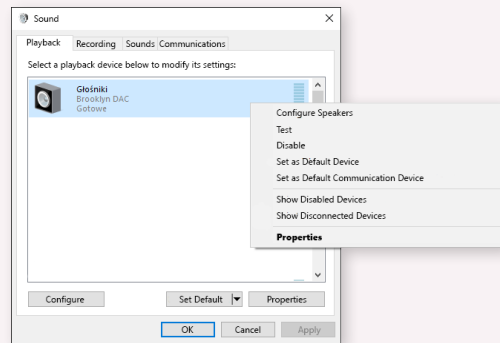 Sound
Playback Recording Sounds Communications
Select a playback device below to modify its settings:
Głośniki
Brooklyn DAC
Gotowe
Configure Speakers
Test
Disable
Set as Default Device
Set as Default Communication Device
Show Disabled Devices
Show Disconnected Devices
Properties
Configure Set Default Properties
OK Cancel Apply